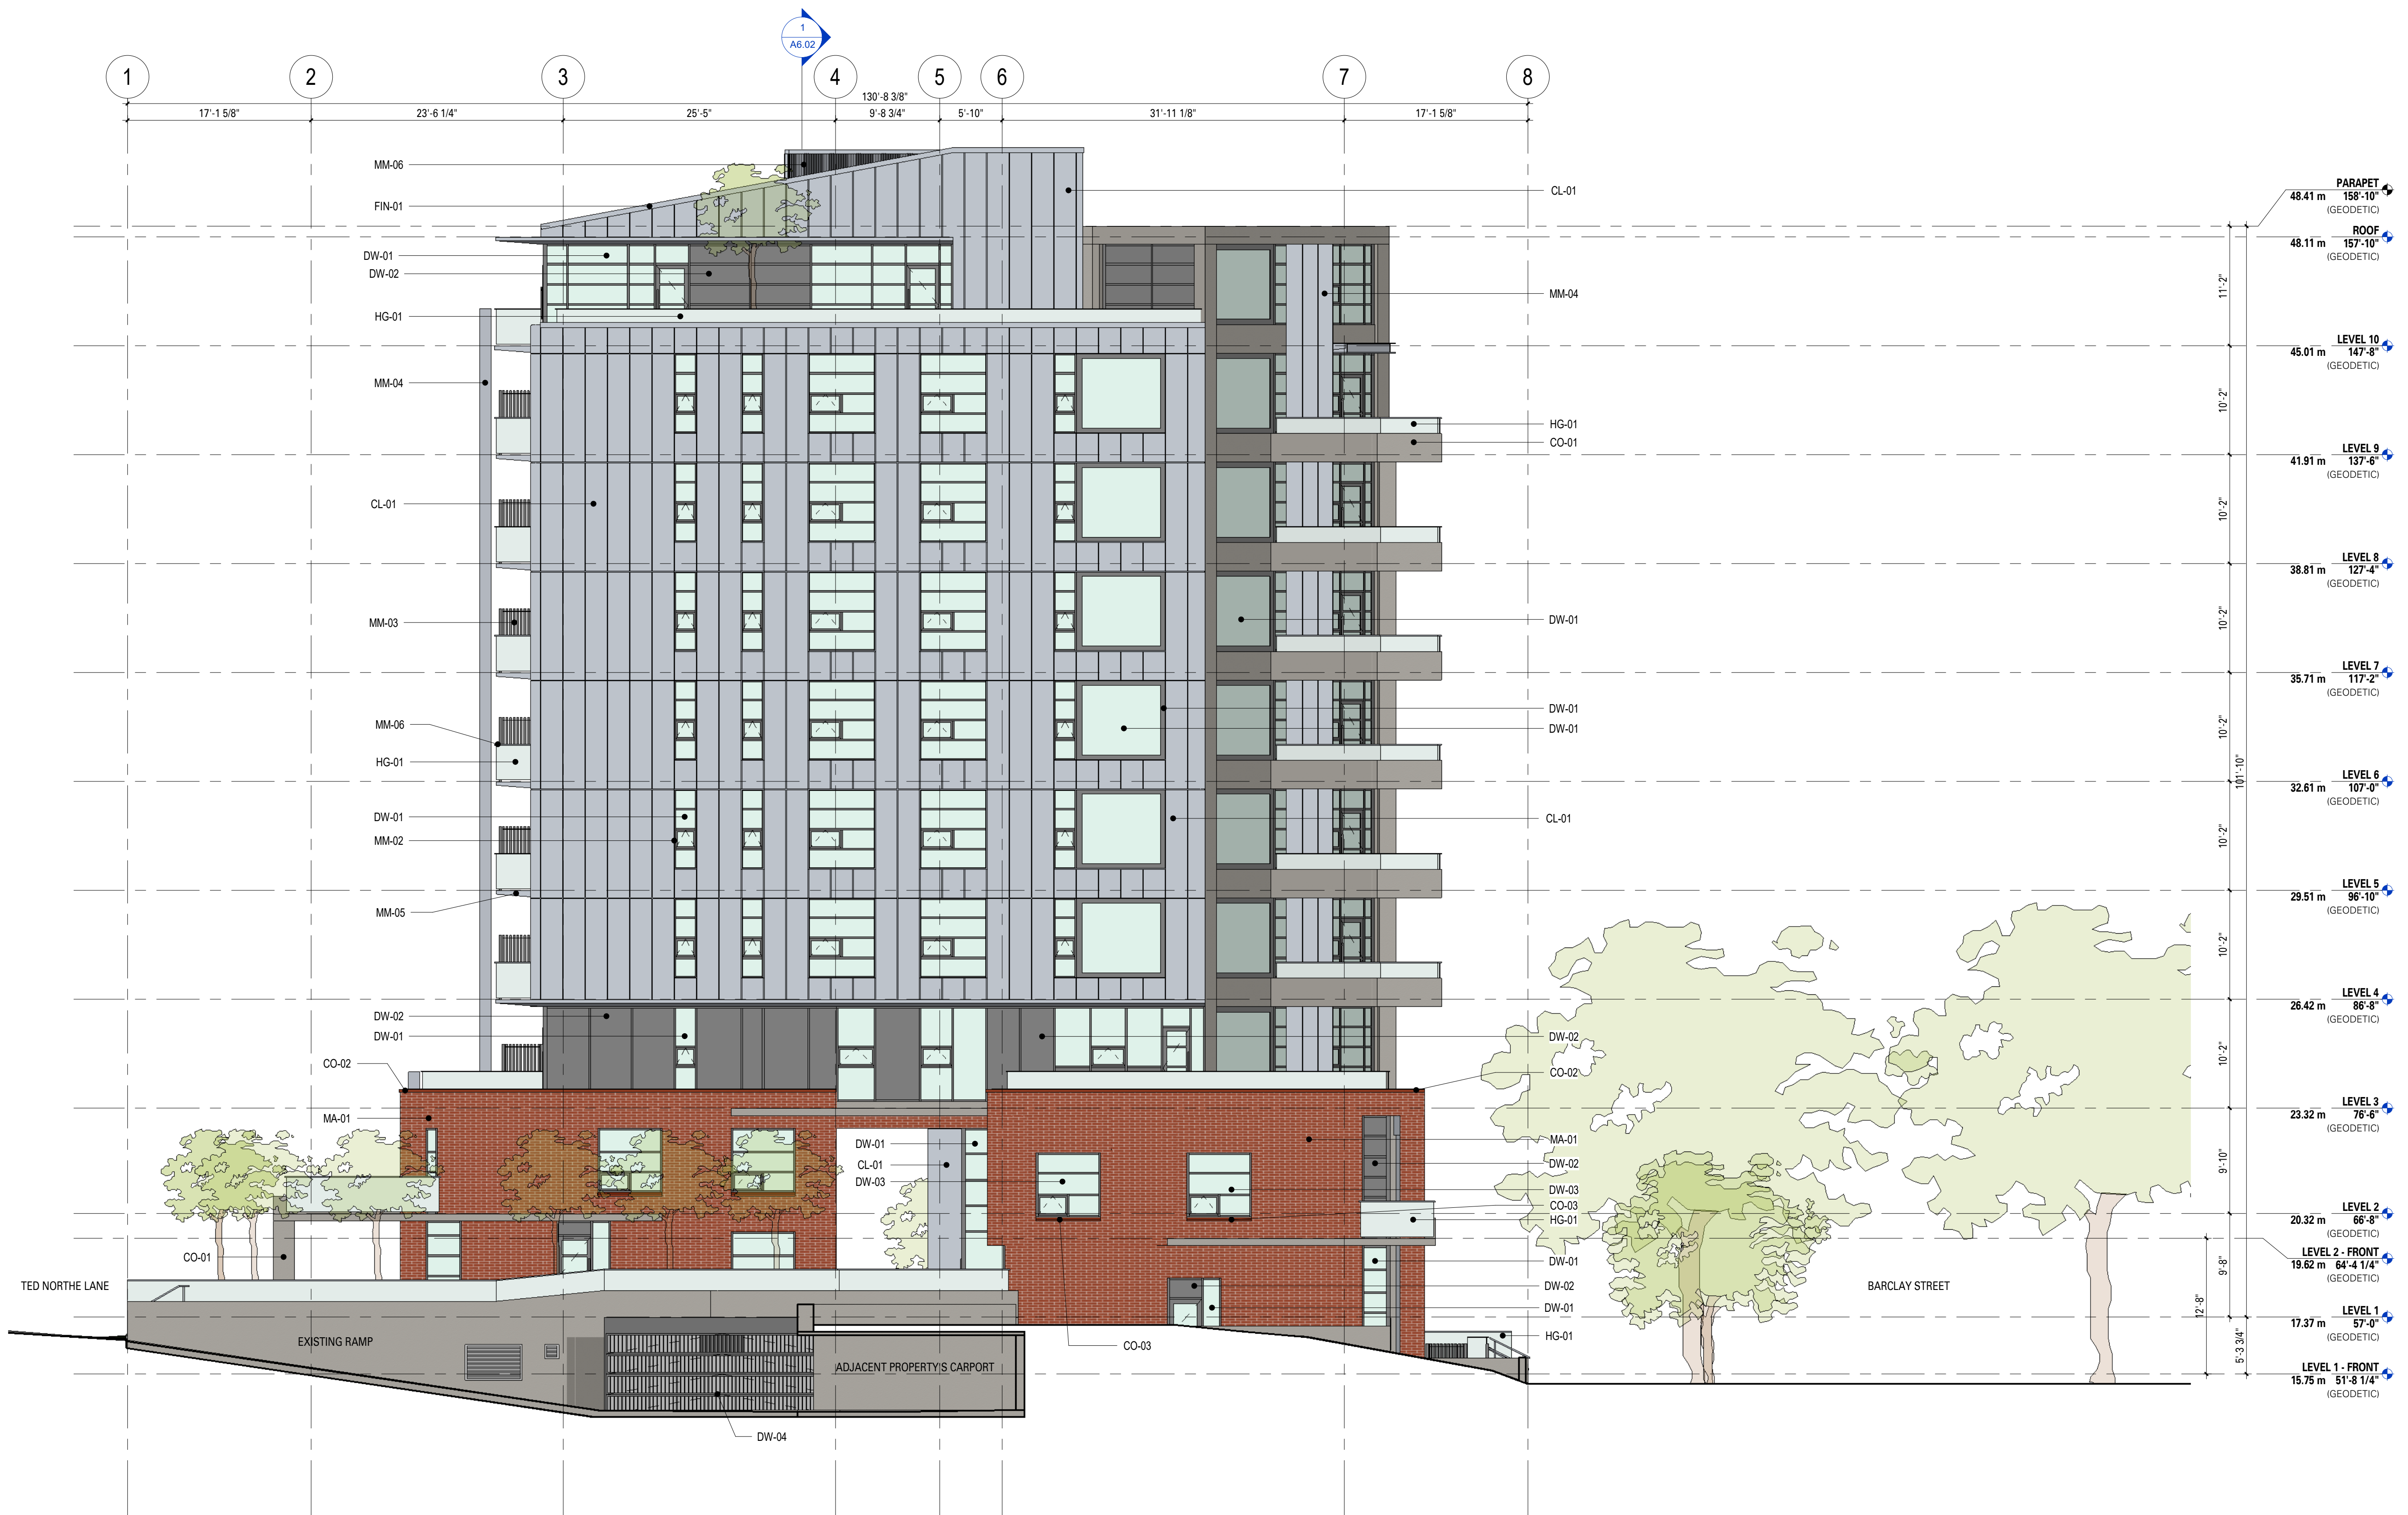 1
A6.02
1 2 3 4 5 6 7 8
130'-8 3/8"
17'-1 5/8" 23'-6 1/4" 25'-5" 9'-8 3/4" 5'-10" 31'-11 1/8" 17'-1 5/8"
MM-06
FIN-01
DW-01
DW-02
HG-01
MM-04
CL-01
MM-03
MM-06
HG-01
DW-01
MM-02
MM-05
DW-02
DW-01
CO-02
MA-01
CO-01
TED NORTHE LANE
EXISTING RAMP
ADJACENT PROPERTY'S CARPORT
DW-04
DW-01
CL-01
DW-03
CO-03
CL-01
MM-04
HG-01
CO-01
DW-01
DW-01
DW-01
CL-01
DW-02
CO-02
MA-01
DW-02
DW-03
CO-03
HG-01
DW-01
DW-02
DW-01
HG-01
BARCLAY STREET
11'-2"
10'-2"
10'-2"
10'-2"
10'-2"
10'-2"
10'-2"
10'-2"
9'-10"
9'-8"
101'-10"
12'-8"
5'-3 3/4"
PARAPET
48.41 m 158'-10"
(GEODETIC)
ROOF
48.11 m 157'-10"
(GEODETIC)
LEVEL 10
45.01 m 147'-8"
(GEODETIC)
LEVEL 9
41.91 m 137'-6"
(GEODETIC)
LEVEL 8
38.81 m 127'-4"
(GEODETIC)
LEVEL 7
35.71 m 117'-2"
(GEODETIC)
LEVEL 6
32.61 m 107'-0"
(GEODETIC)
LEVEL 5
29.51 m 96'-10"
(GEODETIC)
LEVEL 4
26.42 m 86'-8"
(GEODETIC)
LEVEL 3
23.32 m 76'-6"
(GEODETIC)
LEVEL 2
20.32 m 66'-8"
(GEODETIC)
LEVEL 2 - FRONT
19.62 m 64'-4 1/4"
(GEODETIC)
LEVEL 1
17.37 m 57'-0"
(GEODETIC)
LEVEL 1 - FRONT
15.75 m 51'-8 1/4"
(GEODETIC)